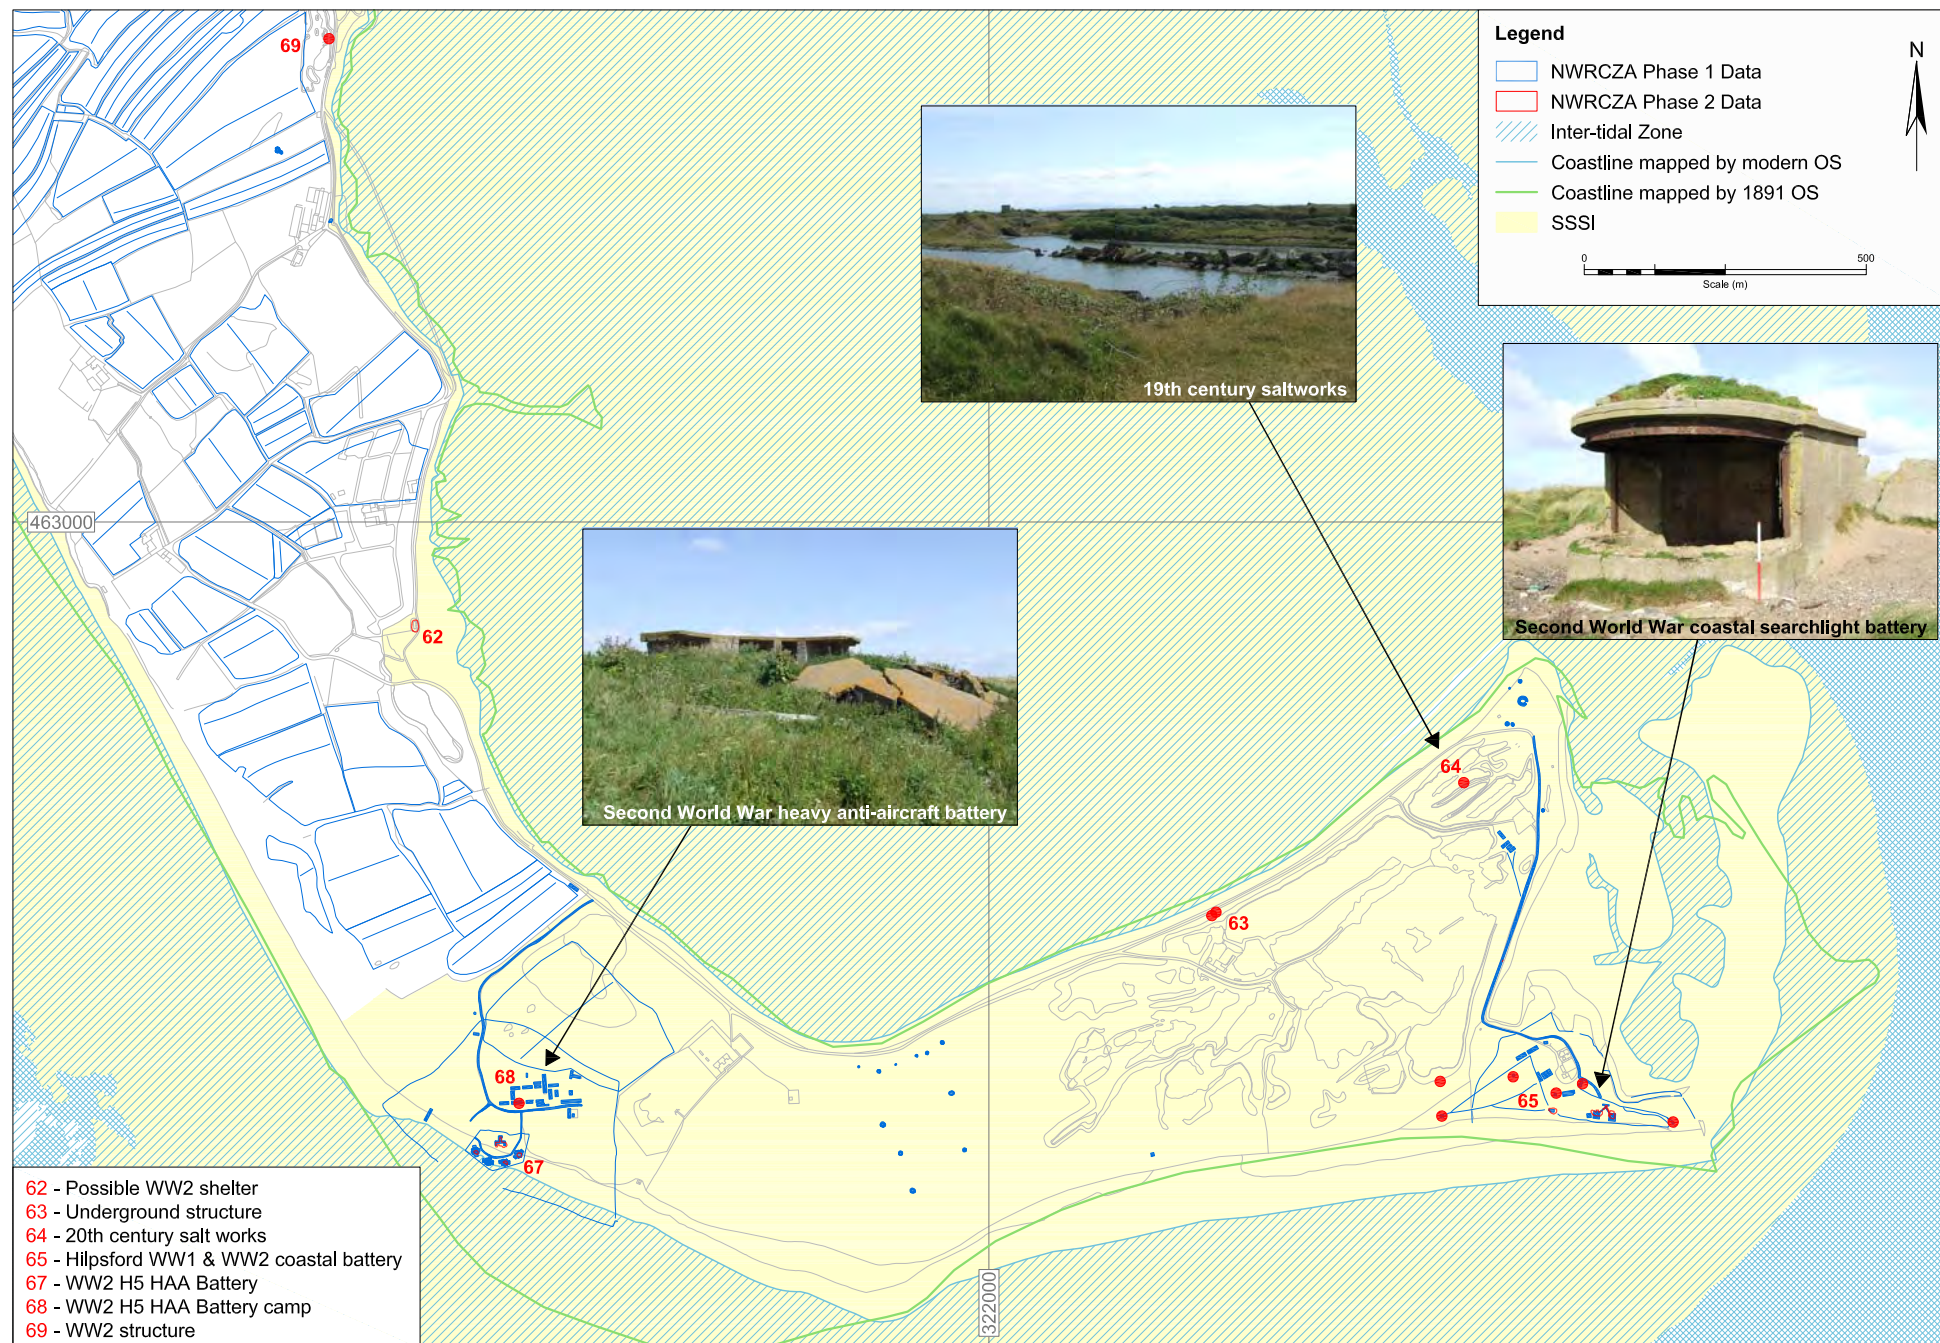 69
Legend
NWRCZA Phase 1 Data
NWRCZA Phase 2 Data
Inter-tidal Zone
Coastline mapped by modern OS
Coastline mapped by 1891 OS
SSSI
N
0 500
Scale (m)
19th century saltworks
463000
Second World War coastal searchlight battery
62
Second World War heavy anti-aircraft battery
64
63
68
65
67
322000
62 - Possible WW2 shelter
63 - Underground structure
64 - 20th century salt works
65 - Hilpsford WW1 & WW2 coastal battery
67 - WW2 H5 HAA Battery
68 - WW2 H5 HAA Battery camp
69 - WW2 structure